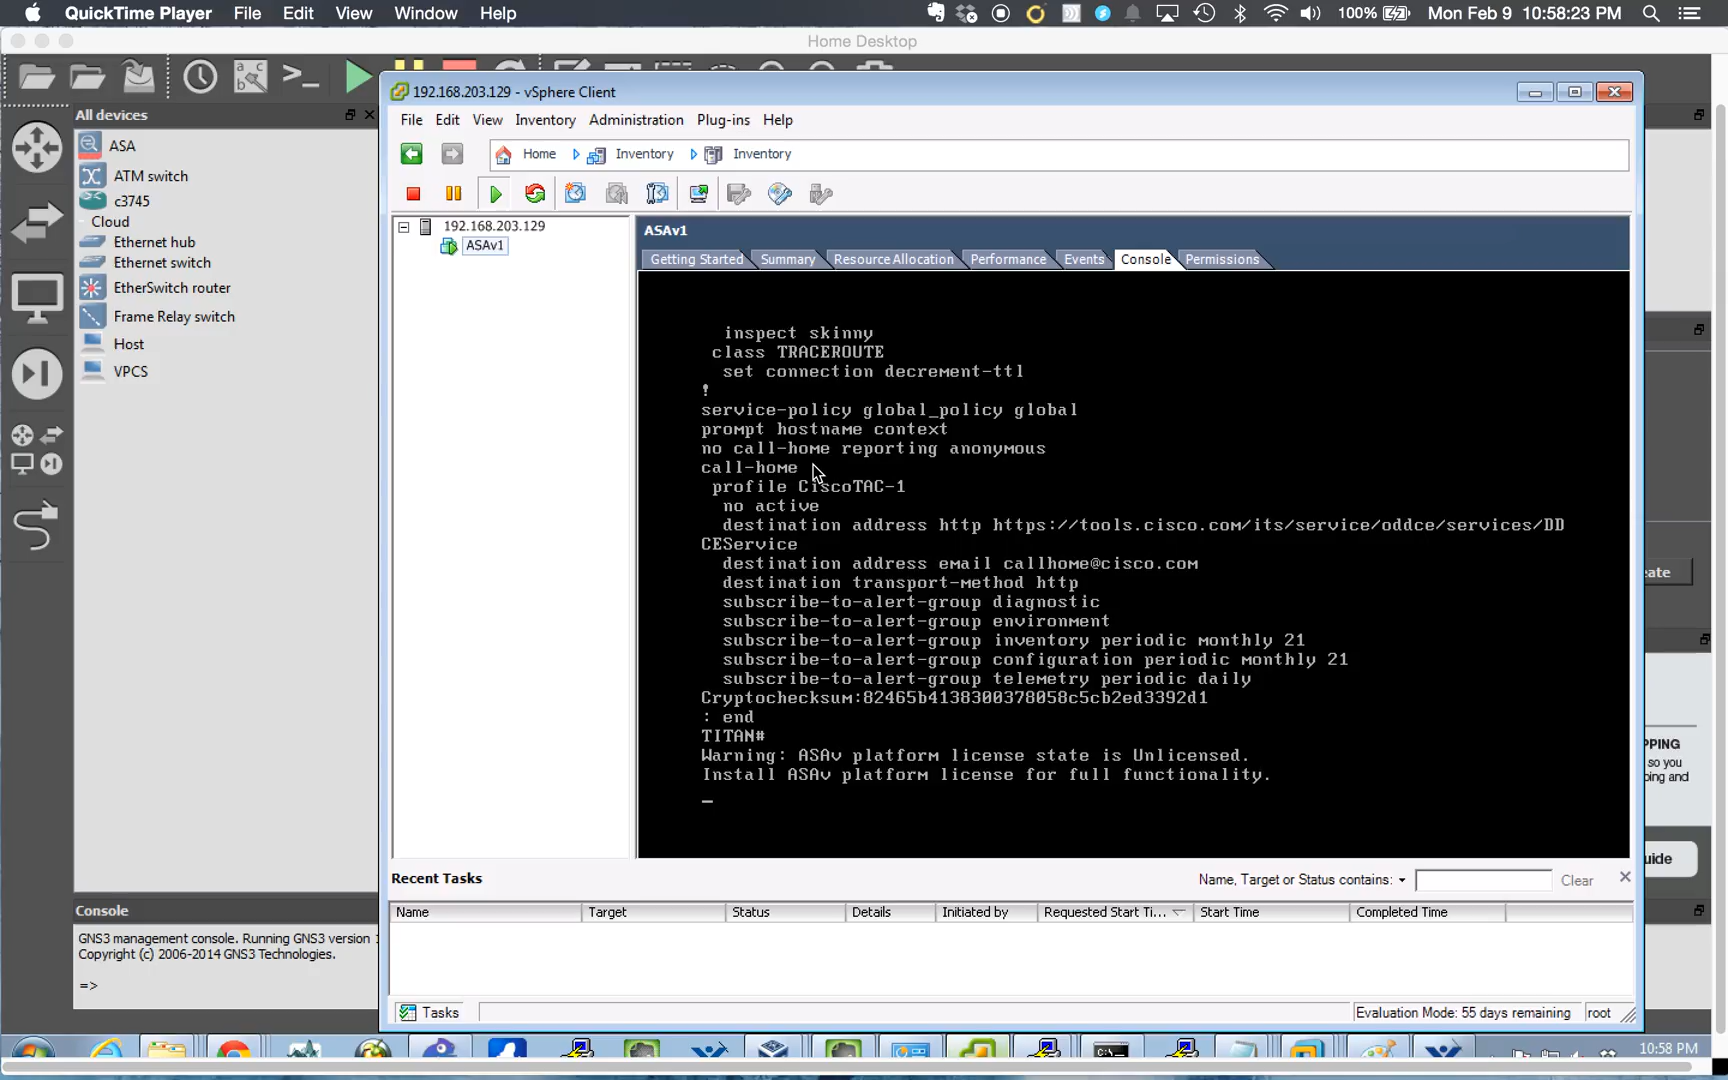 QuickTime Player File Edit View Window Help 100% Mon Feb 9 10:58:23 PM
Home Desktop
All devices
ASA
ATM switch
c3745
Cloud
Ethernet hub
Ethernet switch
EtherSwitch router
Frame Relay switch
Host
VPCS
Console
GNS3 management console. Running GNS3 version 1
Copyright (c) 2006-2014 GNS3 Technologies.
=>
192.168.203.129 - vSphere Client
File Edit View Inventory Administration Plug-ins Help
Home Inventory Inventory
192.168.203.129
ASAv1
ASAv1
Getting Started Summary Resource Allocation Performance Events Console Permissions
inspect skinny
class TRACEROUTE
set connection decrement-ttl
!
service-policy global_policy global
prompt hostname context
no call-home reporting anonymous
call-home
profile CiscoTAC-1
no active
destination address http https://tools.cisco.com/its/service/oddce/services/DD
CEService
destination address email callhome@cisco.com
destination transport-method http
subscribe-to-alert-group diagnostic
subscribe-to-alert-group environment
subscribe-to-alert-group inventory periodic monthly 21
subscribe-to-alert-group configuration periodic monthly 21
subscribe-to-alert-group telemetry periodic daily
Cryptochecksum:82465b4138300378058c5cb2ed3392d1
: end
TITAN#
Warning: ASAv platform license state is Unlicensed.
Install ASAv platform license for full functionality.
_
Recent Tasks Name, Target or Status contains: Clear
Name Target Status Details Initiated by Requested Start Ti... Start Time Completed Time
Tasks Evaluation Mode: 55 days remaining root
eate
PPING
so you
ping and
uide
10:58 PM